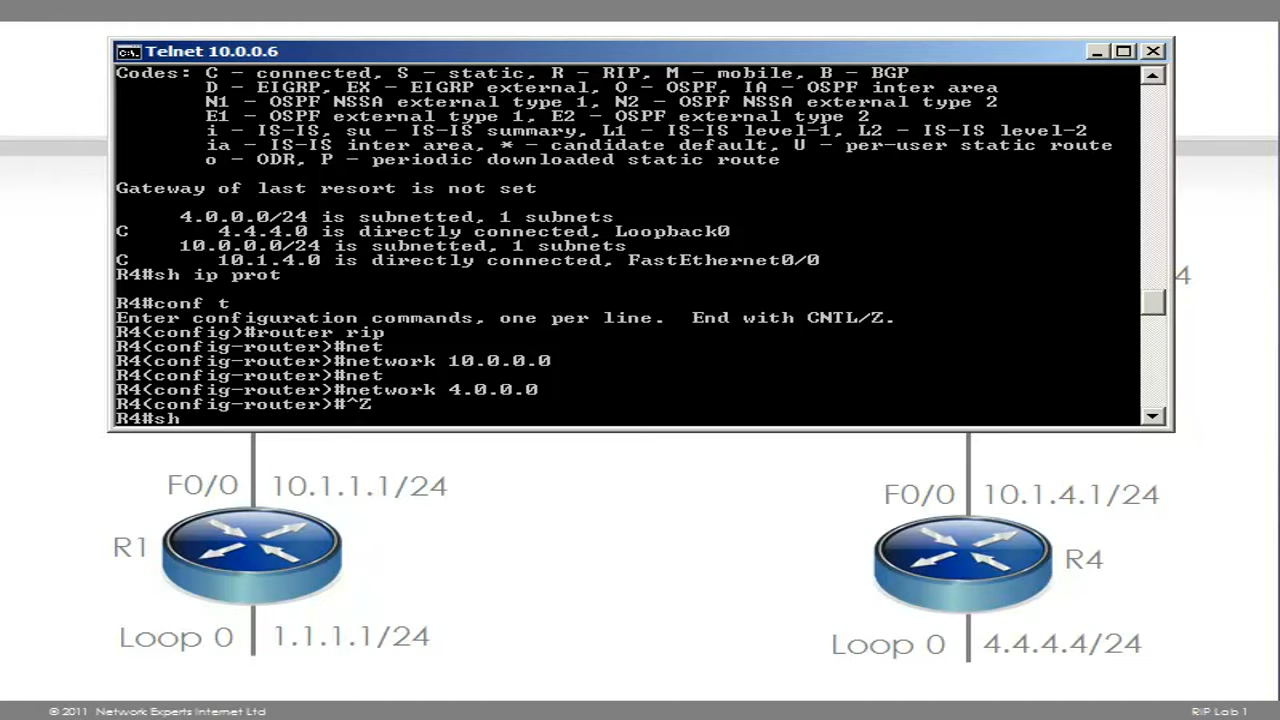 Telnet 10.0.0.6
Codes: C - connected, S - static, R - RIP, M - mobile, B - BGP
D - EIGRP, EX - EIGRP external, O - OSPF, IA - OSPF inter area
N1 - OSPF NSSA external type 1, N2 - OSPF NSSA external type 2
E1 - OSPF external type 1, E2 - OSPF external type 2
i - IS-IS, su - IS-IS summary, L1 - IS-IS level-1, L2 - IS-IS level-2
ia - IS-IS inter area, * - candidate default, U - per-user static route
o - ODR, P - periodic downloaded static route
Gateway of last resort is not set
4.0.0.0/24 is subnetted, 1 subnets
C 4.4.4.0 is directly connected, Loopback0
10.0.0.0/24 is subnetted, 1 subnets
C 10.1.4.0 is directly connected, FastEthernet0/0
R4#sh ip prot
R4#conf t
Enter configuration commands, one per line. End with CNTL/Z.
R4(config)#router rip
R4(config-router)#net
R4(config-router)#network 10.0.0.0
R4(config-router)#net
R4(config-router)#network 4.0.0.0
R4(config-router)#^Z
R4#sh
4
F0/0 10.1.1.1/24
F0/0 10.1.4.1/24
R1
R4
Loop 0 1.1.1.1/24
Loop 0 4.4.4.4/24
© 2011 Network Experts Internet Ltd
RIP Lab 1